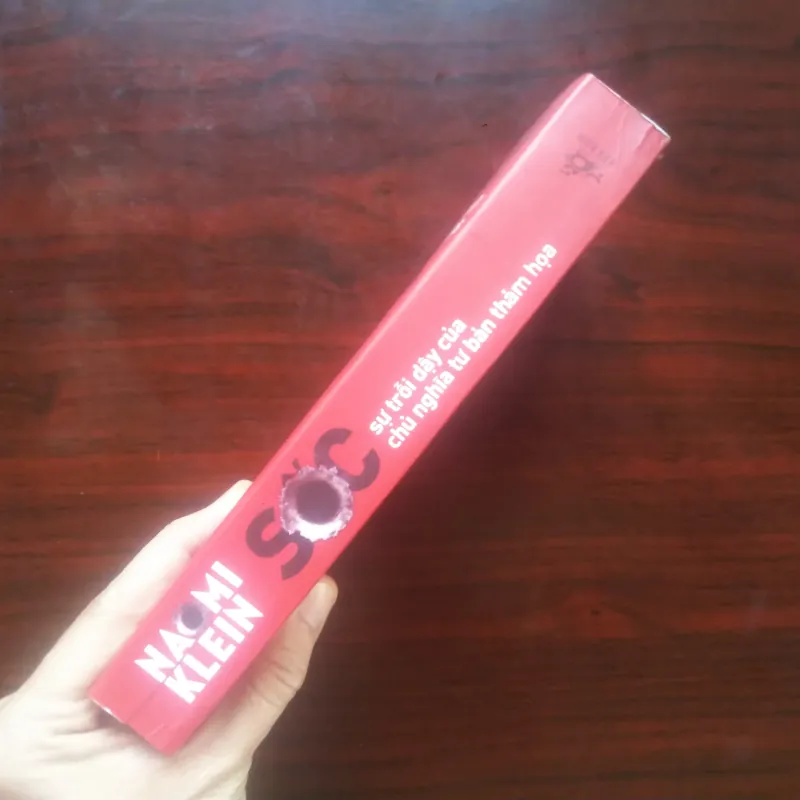 NAOMI
KLEIN
SỐC
sự trỗi dậy của
chủ nghĩa tư bản thảm họa